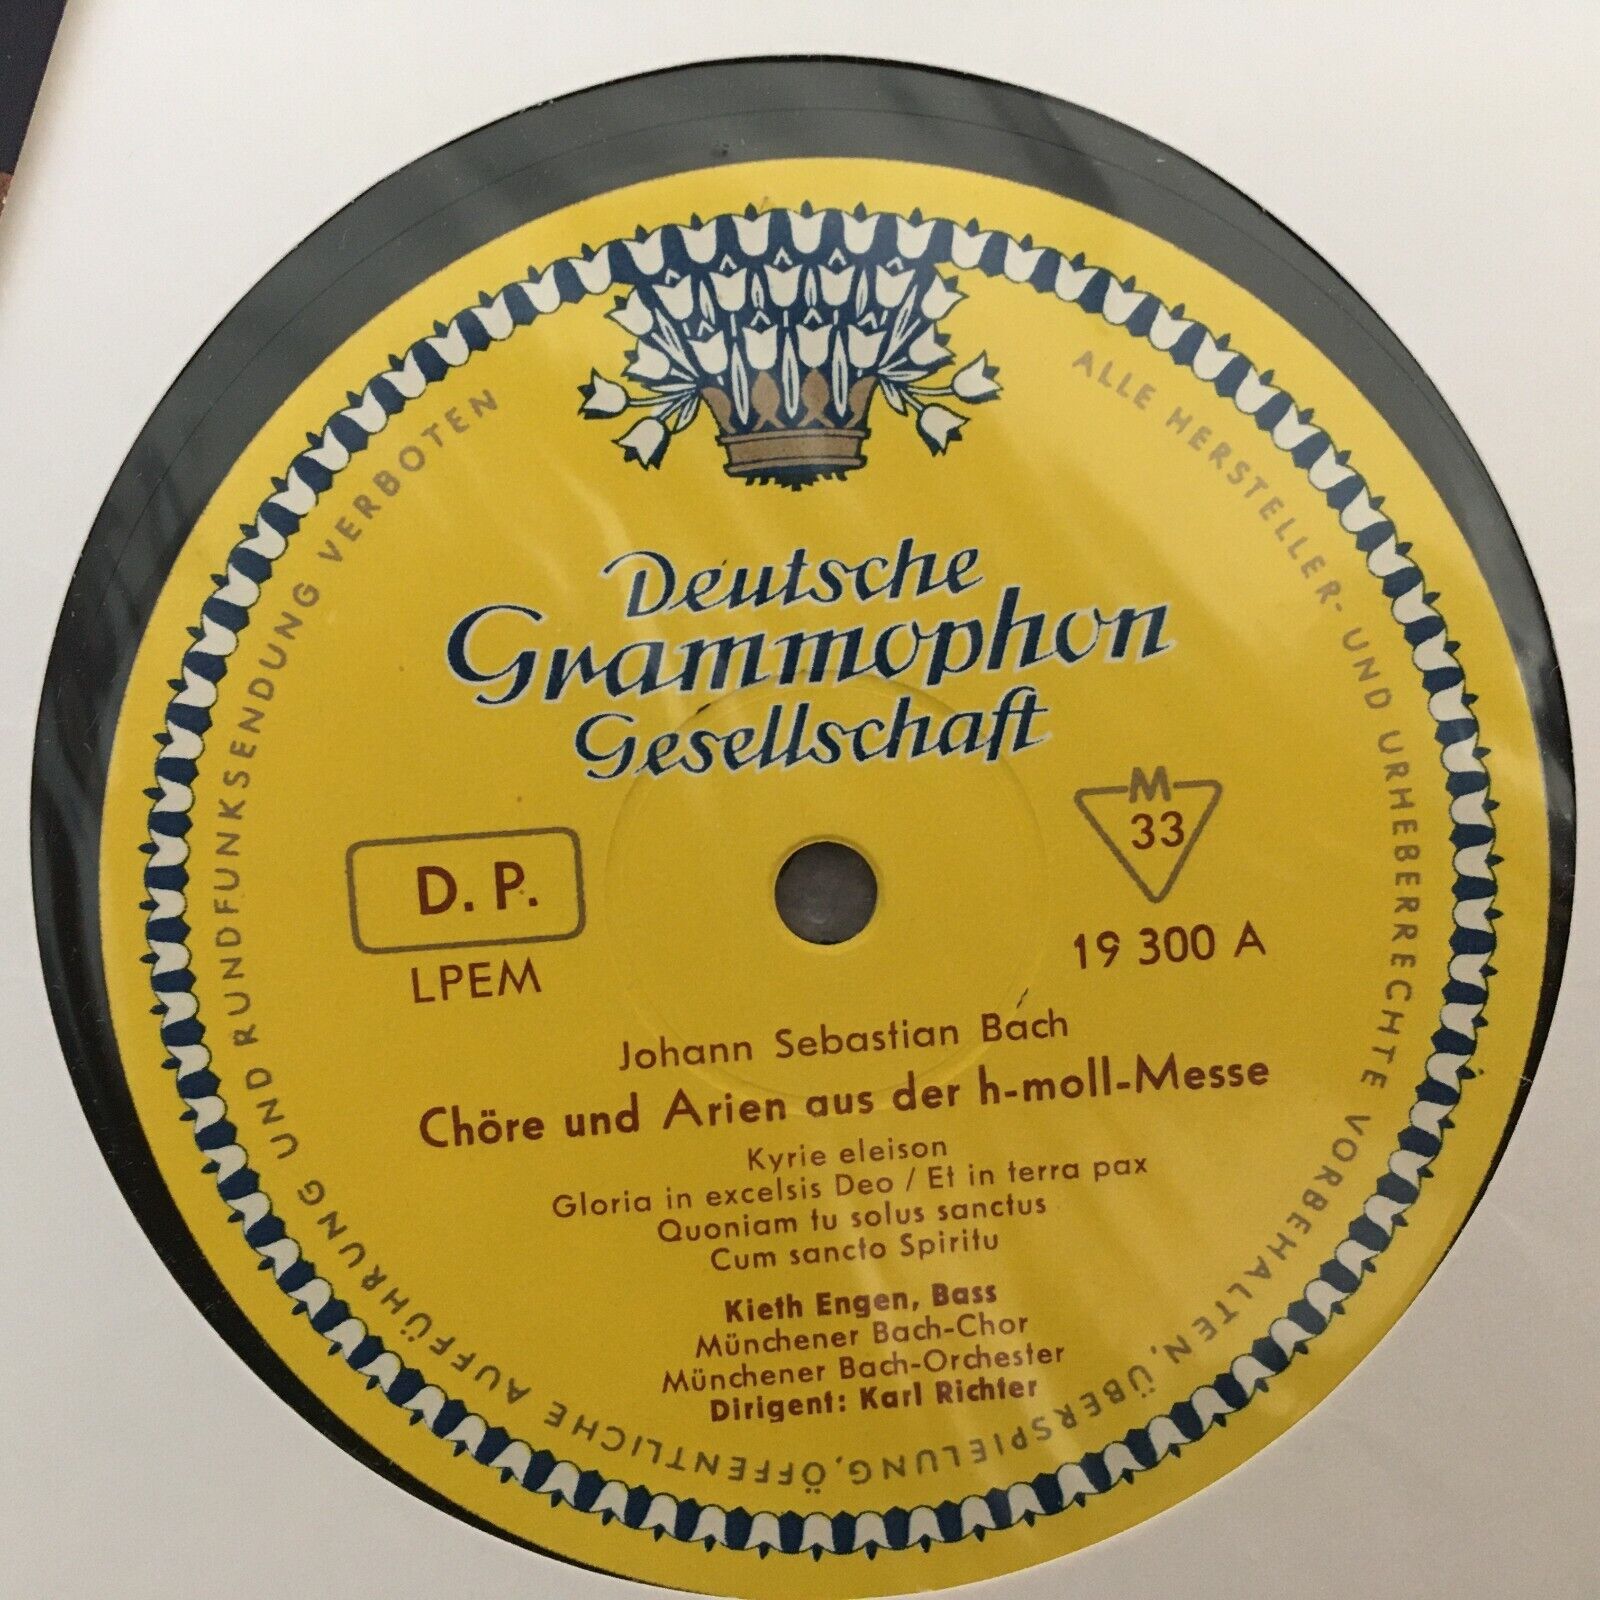 Deutsche
Grammophon
Gesellschaft
M
33
D. P.
LPEM
19 300 A
Johann Sebastian Bach
Chöre und Arien aus der h-moll-Messe
Kyrie eleison
Gloria in excelsis Deo / Et in terra pax
Quoniam tu solus sanctus
Cum sancto Spiritu
Kieth Engen, Bass
Münchener Bach-Chor
Münchener Bach-Orchester
Dirigent: Karl Richter
ALLE HERSTELLER- UND URHEBERRECHTE VORBEHALTEN, ÜBERSPIELUNG, ÖFFENTLICHE AUFFÜHRUNG UND RUNDFUNKSENDUNG VERBOTEN